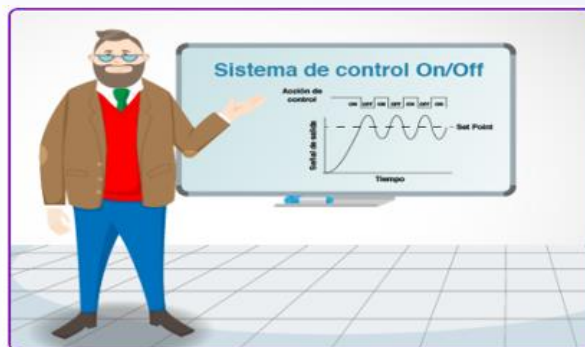 Sistema de control On/Off
Acción de
control
ON OFF ON OFF ON OFF ON
Señal de salida
Set Point
Tiempo